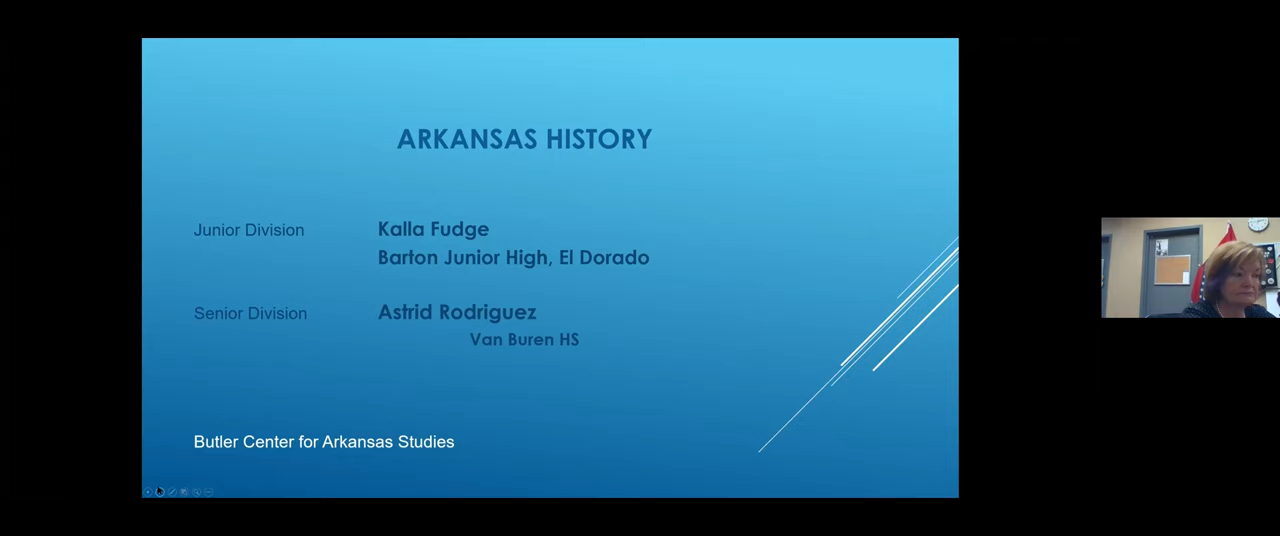 ARKANSAS HISTORY
Junior Division
Kalla Fudge
Barton Junior High, El Dorado
Senior Division
Astrid Rodriguez
Van Buren HS
Butler Center for Arkansas Studies